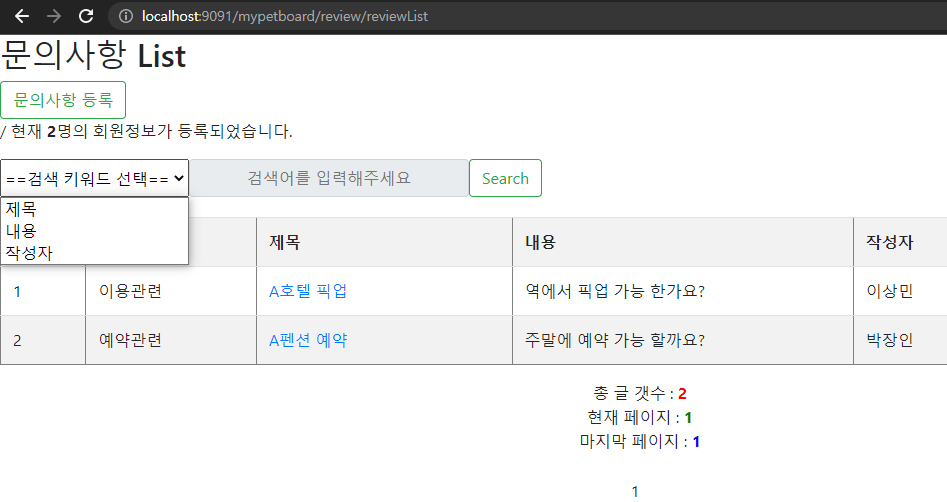 localhost:9091/mypetboard/review/reviewList
문의사항 List
문의사항 등록
/ 현재 2명의 회원정보가 등록되었습니다.
==검색 키워드 선택== 검색어를 입력해주세요 Search
제목
내용
작성자
제목 내용 작성자
1 이용관련 A호텔 픽업 역에서 픽업 가능 한가요? 이상민
2 예약관련 A펜션 예약 주말에 예약 가능 할까요? 박장인
총 글 갯수 : 2
현재 페이지 : 1
마지막 페이지 : 1
1